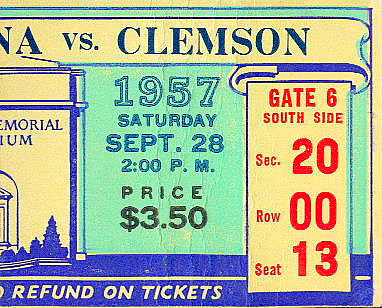 NA vs. CLEMSON
1957
SATURDAY
SEPT. 28
2:00 P. M.
PRICE
$3.50
EMORIAL
IUM
GATE 6
SOUTH SIDE
Sec. 20
Row 00
Seat 13
O REFUND ON TICKETS